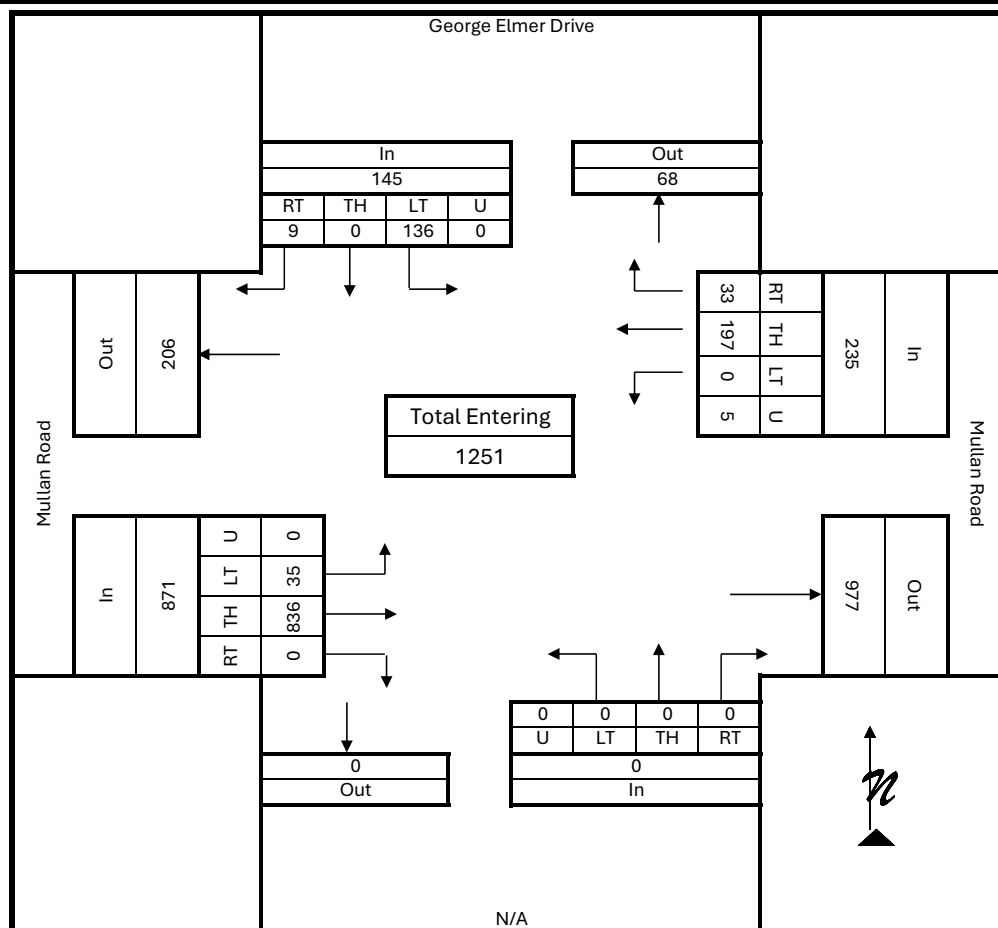 George Elmer Drive
In
145
RT TH LT U
9 0 136 0
Out
68
Out 206
33 RT
197 TH
0 LT
5 U
235 In
Total Entering
1251
Mullan Road
Mullan Road
In 871
U 0
LT 35
TH 836
RT 0
977 Out
0 0 0 0
U LT TH RT
0
In
0
Out
N
N/A